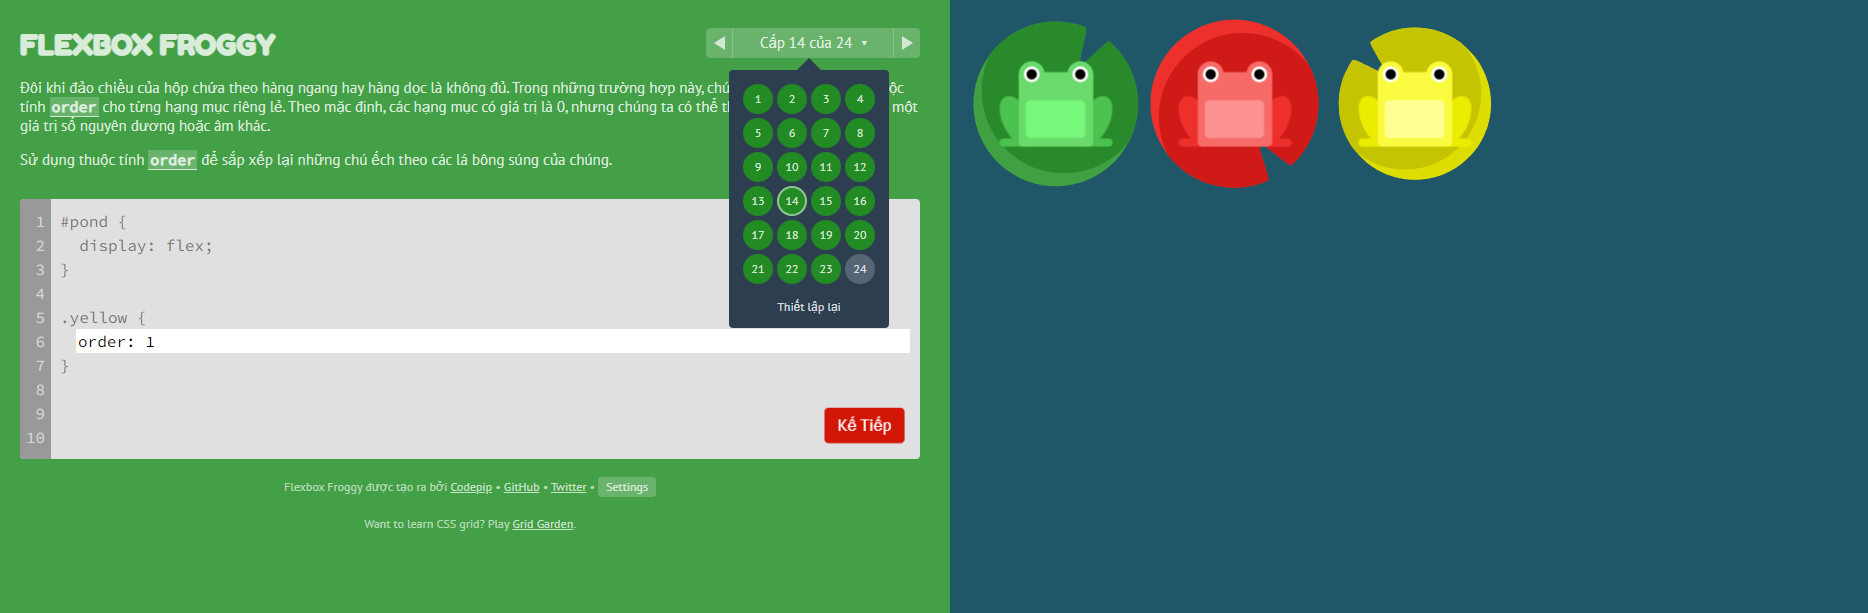 FLEXBOX FROGGY
Cấp 14 của 24
Đôi khi đảo chiều của hộp chứa theo hàng ngang hay hàng dọc là không đủ. Trong những trường hợp này, chú
tính order cho từng hạng mục riêng lẻ. Theo mặc định, các hạng mục có giá trị là 0, nhưng chúng ta có thể một
giá trị số nguyên dương hoặc âm khác.
Sử dụng thuộc tính order để sắp xếp lại những chú ếch theo các lá bông súng của chúng.
1 2 3 4
5 6 7 8
9 10 11 12
13 14 15 16
17 18 19 20
21 22 23 24
Thiết lập lại
1 #pond {
2 display: flex;
3 }
4
5 .yellow {
6 order: 1
7 }
8
9
10
Kế Tiếp
Flexbox Froggy được tạo ra bởi Codepip • GitHub • Twitter • Settings
Want to learn CSS grid? Play Grid Garden.